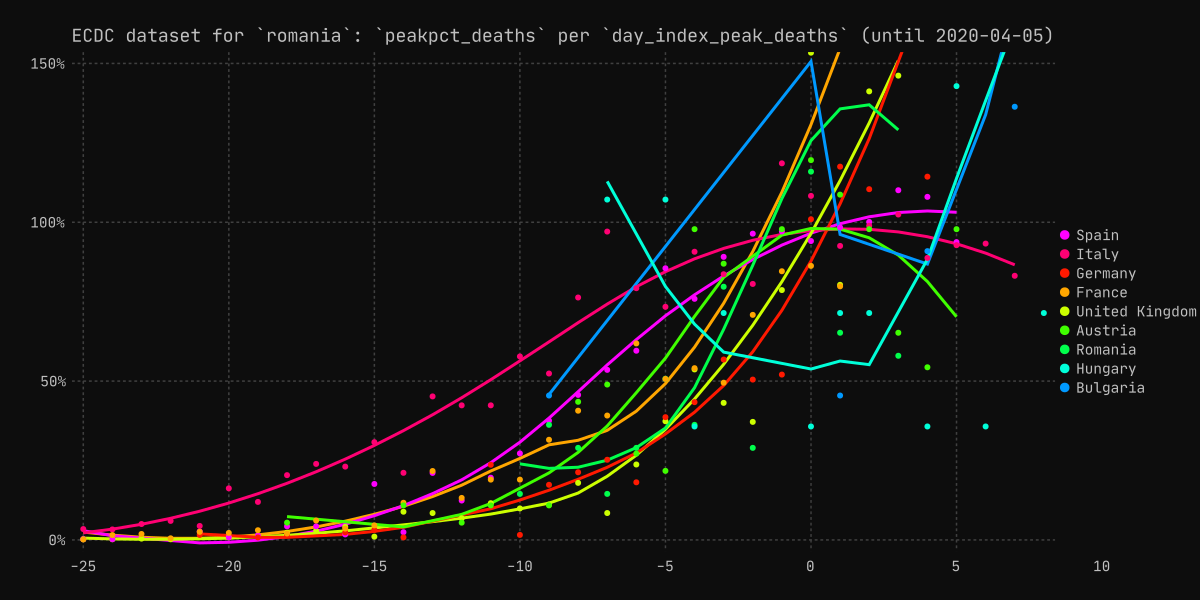 ECDC dataset for `romania`: `peakpct_deaths` per `day_index_peak_deaths` (until 2020-04-05)
150%
100%
50%
0%
-25 -20 -15 -10 -5 0 5 10
Spain
Italy
Germany
France
United Kingdom
Austria
Romania
Hungary
Bulgaria